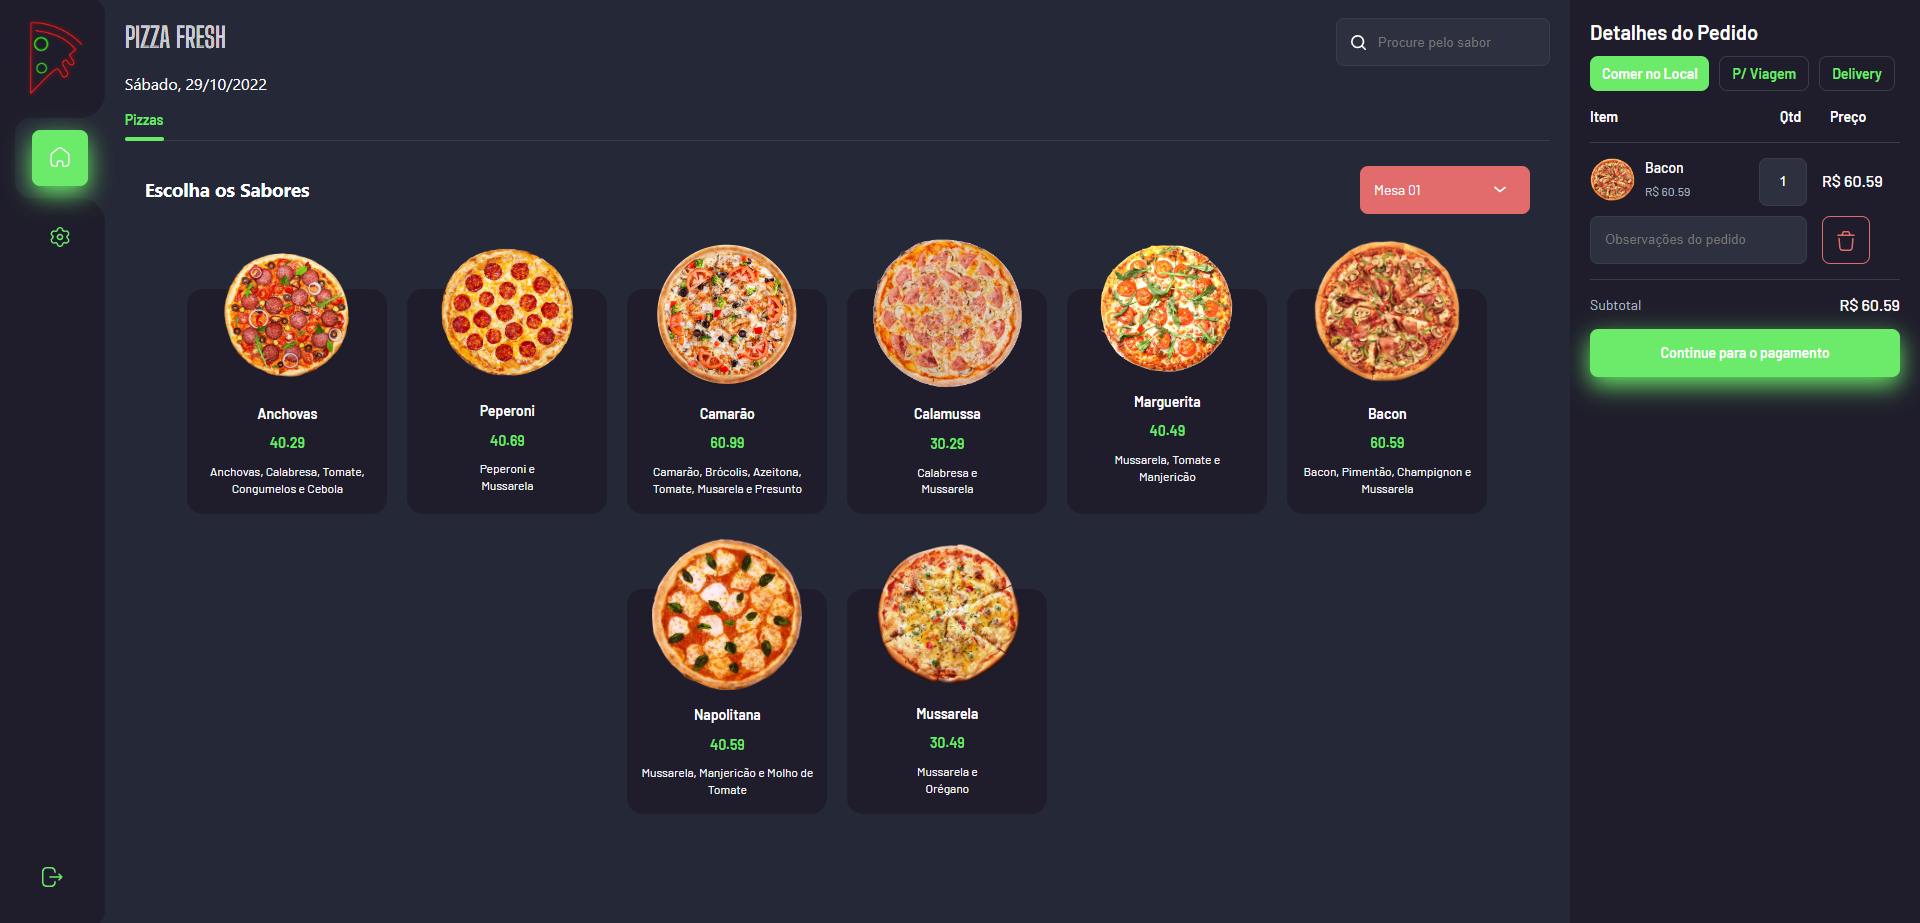 PIZZA FRESH
Procure pelo sabor
Sábado, 29/10/2022
Pizzas
Escolha os Sabores
Mesa 01
Anchovas
40.29
Anchovas, Calabresa, Tomate,
Congumelos e Cebola
Peperoni
40.69
Peperoni e
Mussarela
Camarão
60.99
Camarão, Brócolis, Azeitona,
Tomate, Musarela e Presunto
Calamussa
30.29
Calabresa e
Mussarela
Marguerita
40.49
Mussarela, Tomate e
Manjericão
Bacon
60.59
Bacon, Pimentão, Champignon e
Mussarela
Napolitana
40.59
Mussarela, Manjericão e Molho de
Tomate
Mussarela
30.49
Mussarela e
Orégano
Detalhes do Pedido
Comer no Local
P/ Viagem
Delivery
Item Qtd Preço
Bacon
R$ 60.59
1
R$ 60.59
Observações do pedido
Subtotal R$ 60.59
Continue para o pagamento